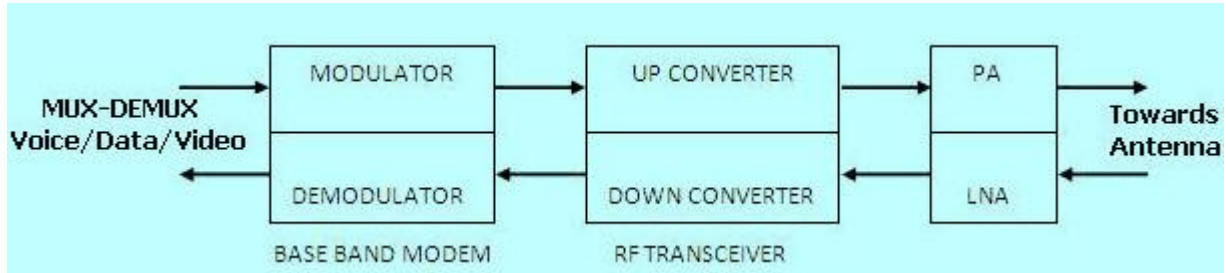 MUX-DEMUX
Voice/Data/Video
MODULATOR
DEMODULATOR
BASE BAND MODEM
UP CONVERTER
DOWN CONVERTER
RF TRANSCEIVER
PA
LNA
Towards
Antenna